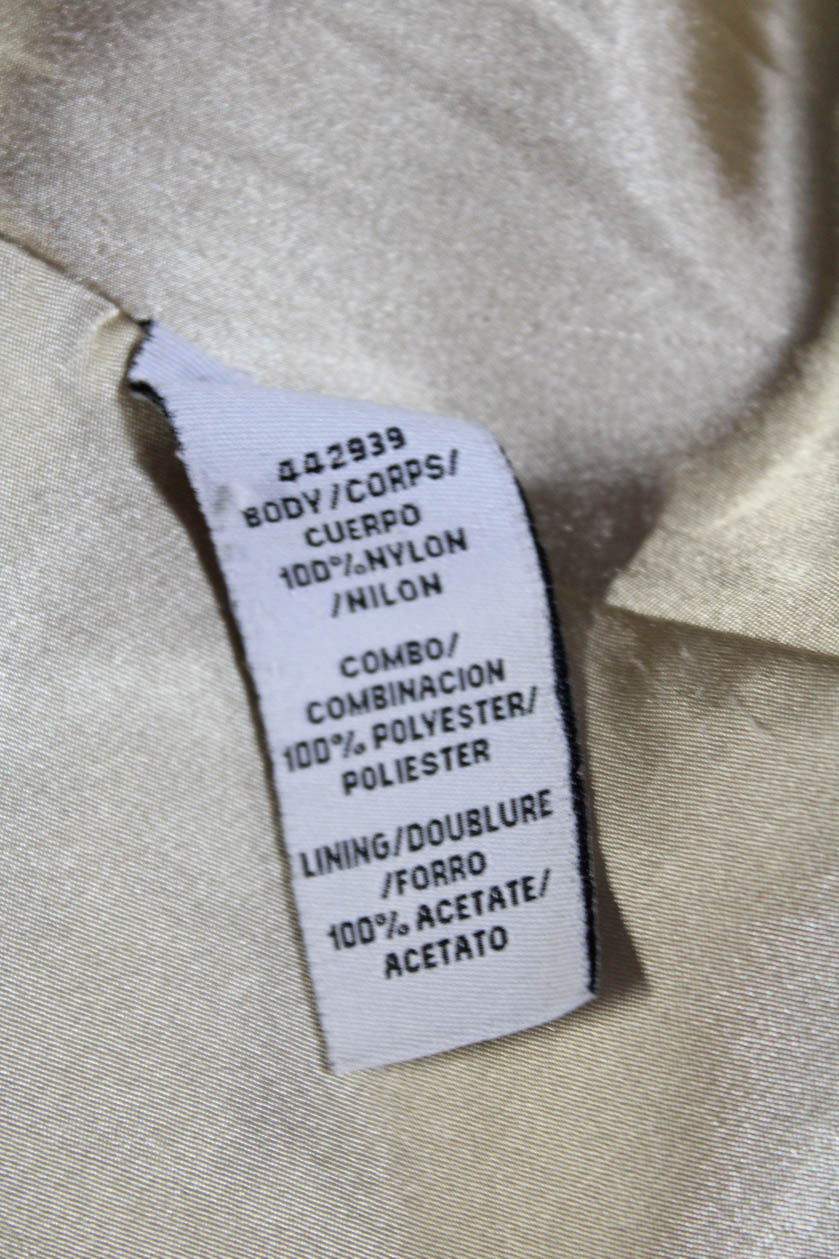 442939
BODY/CORPS/
CUERPO
100%NYLON
/NILON
COMBO/
COMBINACION
100% POLYESTER/
POLIESTER
LINING/DOUBLURE
/FORRO
100% ACETATE/
ACETATO